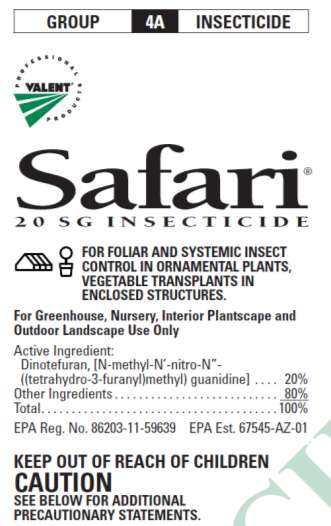 GROUP 4A INSECTICIDE
PROFESSIONAL
VALENT®
PRODUCTS
Safari®
20 SG INSECTICIDE
FOR FOLIAR AND SYSTEMIC INSECT
CONTROL IN ORNAMENTAL PLANTS,
VEGETABLE TRANSPLANTS IN
ENCLOSED STRUCTURES.
For Greenhouse, Nursery, Interior Plantscape and
Outdoor Landscape Use Only
Active Ingredient:
Dinotefuran, [N-methyl-N’-nitro-N”-
((tetrahydro-3-furanyl)methyl) guanidine] .... 20%
Other Ingredients.............................. 80%
Total........................................100%
EPA Reg. No. 86203-11-59639 EPA Est. 67545-AZ-01
KEEP OUT OF REACH OF CHILDREN
CAUTION
SEE BELOW FOR ADDITIONAL
PRECAUTIONARY STATEMENTS.